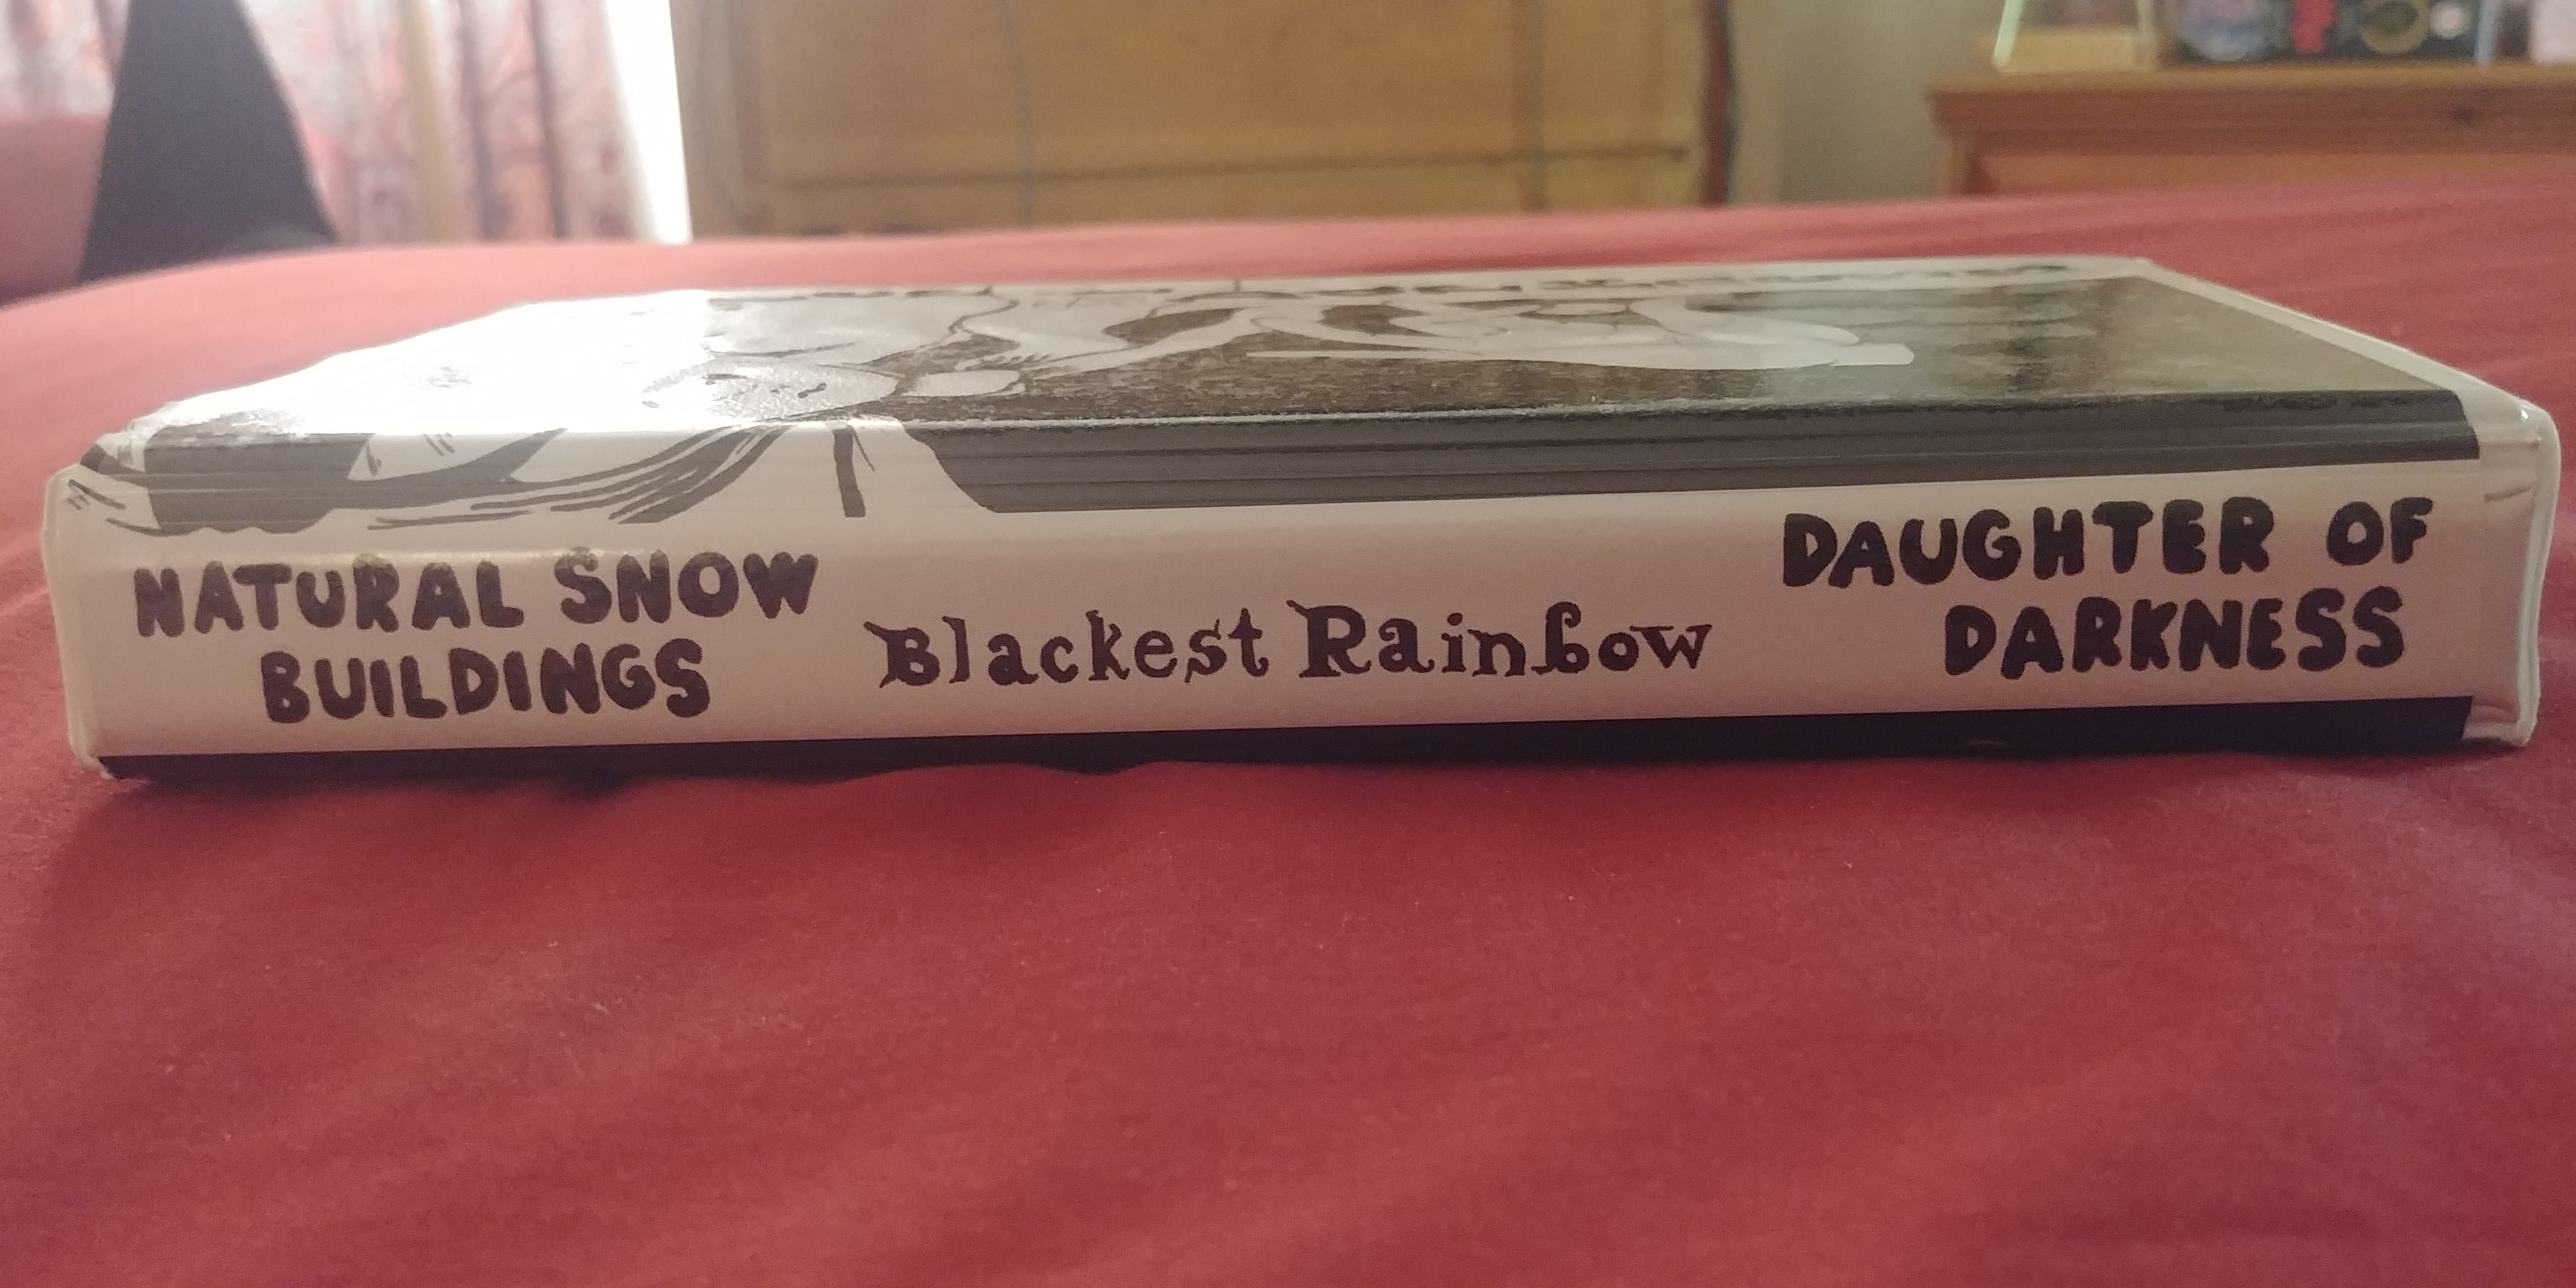 NATURAL SNOW
BUILDINGS
Blackest Rainbow
DAUGHTER OF
DARKNESS